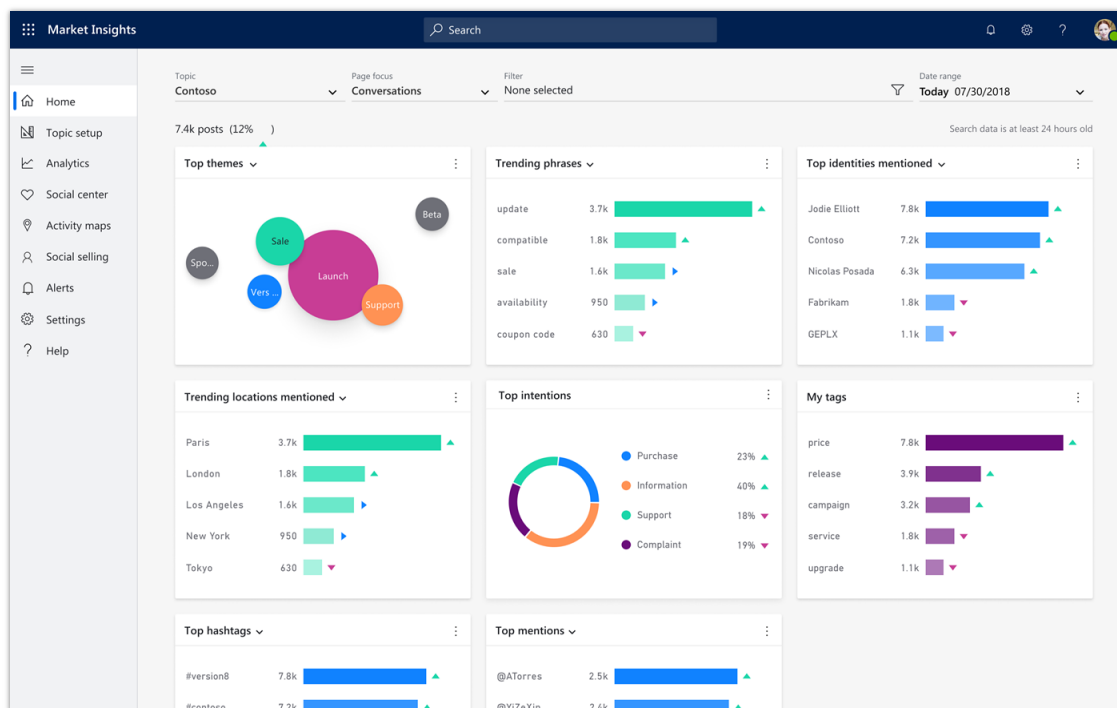 Market Insights
Search
?
Home
Topic setup
Analytics
Social center
Activity maps
Social selling
Alerts
Settings
? Help
Topic
Contoso
Page focus
Conversations
Filter
None selected
Date range
Today 07/30/2018
7.4k posts (12% )
Search data is at least 24 hours old
Top themes
Beta
Sale
Spo...
Launch
Vers ...
Support
Trending phrases
update 3.7k
compatible 1.8k
sale 1.6k
availability 950
coupon code 630
Top identities mentioned
Jodie Elliott 7.8k
Contoso 7.2k
Nicolas Posada 6.3k
Fabrikam 1.8k
GEPLX 1.1k
Trending locations mentioned
Paris 3.7k
London 1.8k
Los Angeles 1.6k
New York 950
Tokyo 630
Top intentions
Purchase 23%
Information 40%
Support 18%
Complaint 19%
My tags
price 7.8k
release 3.9k
campaign 3.2k
service 1.8k
upgrade 1.1k
Top hashtags
#version8 7.8k
#contoso 7.2k
Top mentions
@ATorres 2.5k
2.4k